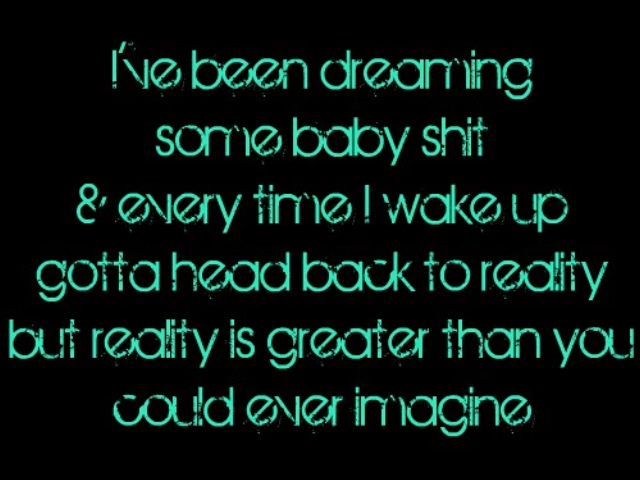 I've been dreaming
some baby shit
& every time I wake up
gotta head back to reality
but reality is greater than you
could ever imagine